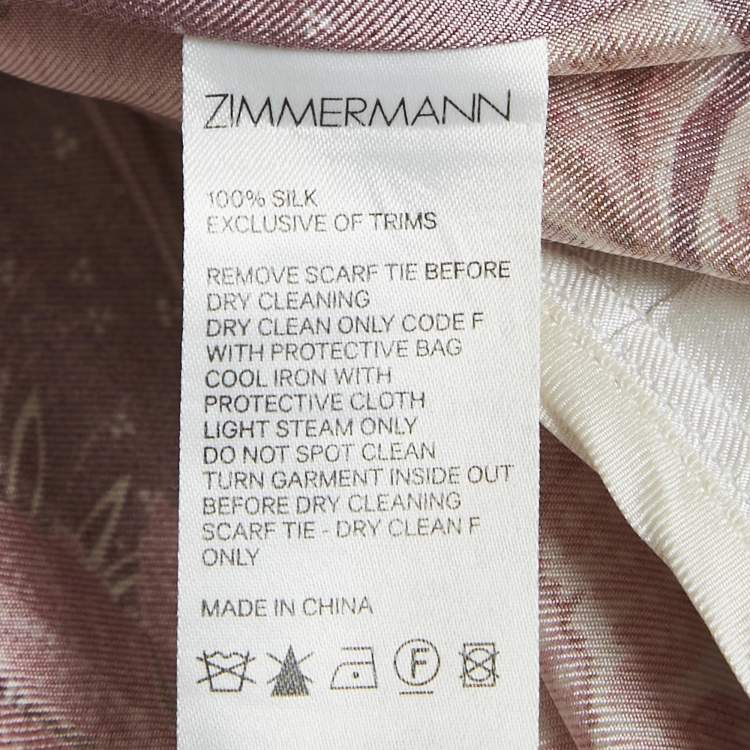 ZIMMERMANN
100% SILK
EXCLUSIVE OF TRIMS
REMOVE SCARF TIE BEFORE
DRY CLEANING
DRY CLEAN ONLY CODE F
WITH PROTECTIVE BAG
COOL IRON WITH
PROTECTIVE CLOTH
LIGHT STEAM ONLY
DO NOT SPOT CLEAN
TURN GARMENT INSIDE OUT
BEFORE DRY CLEANING
SCARF TIE - DRY CLEAN F
ONLY
MADE IN CHINA
F